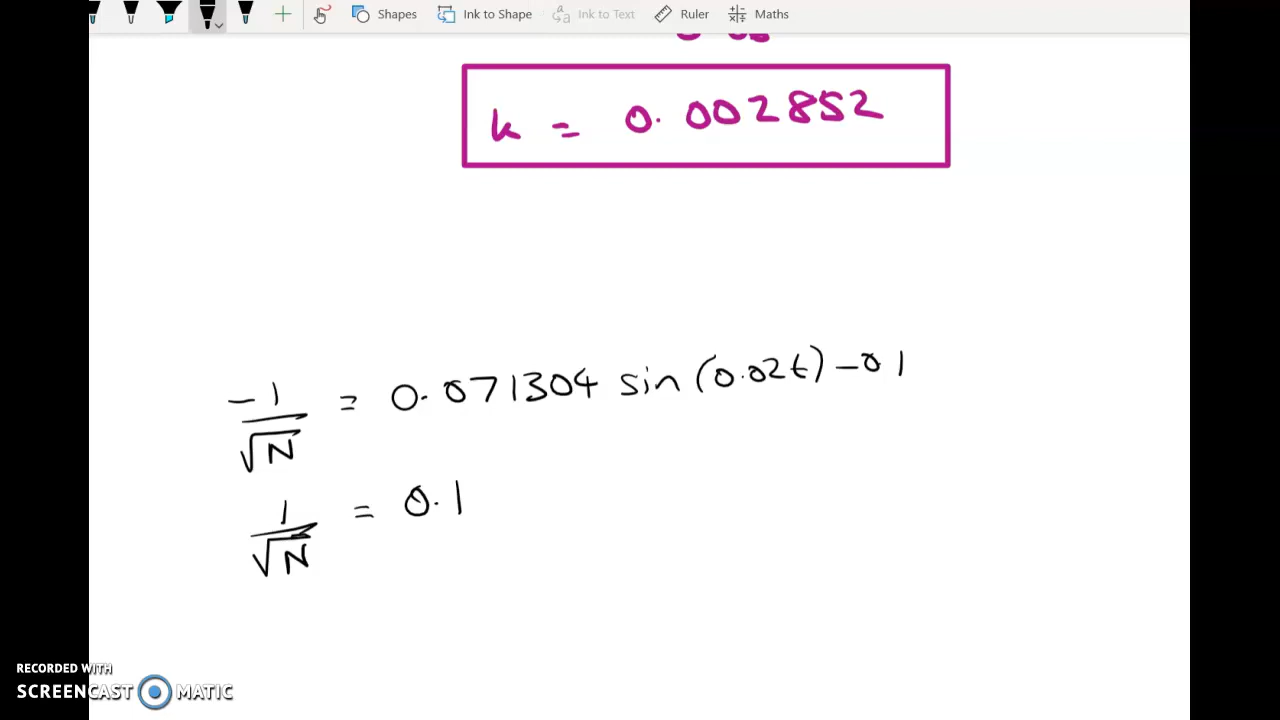 Shapes Ink to Shape Ink to Text Ruler Maths
k = 0.002852
-1/√N = 0.071304 sin(0.02t) - 0.1
1/√N = 0.1
RECORDED WITH
SCREENCAST MATIC